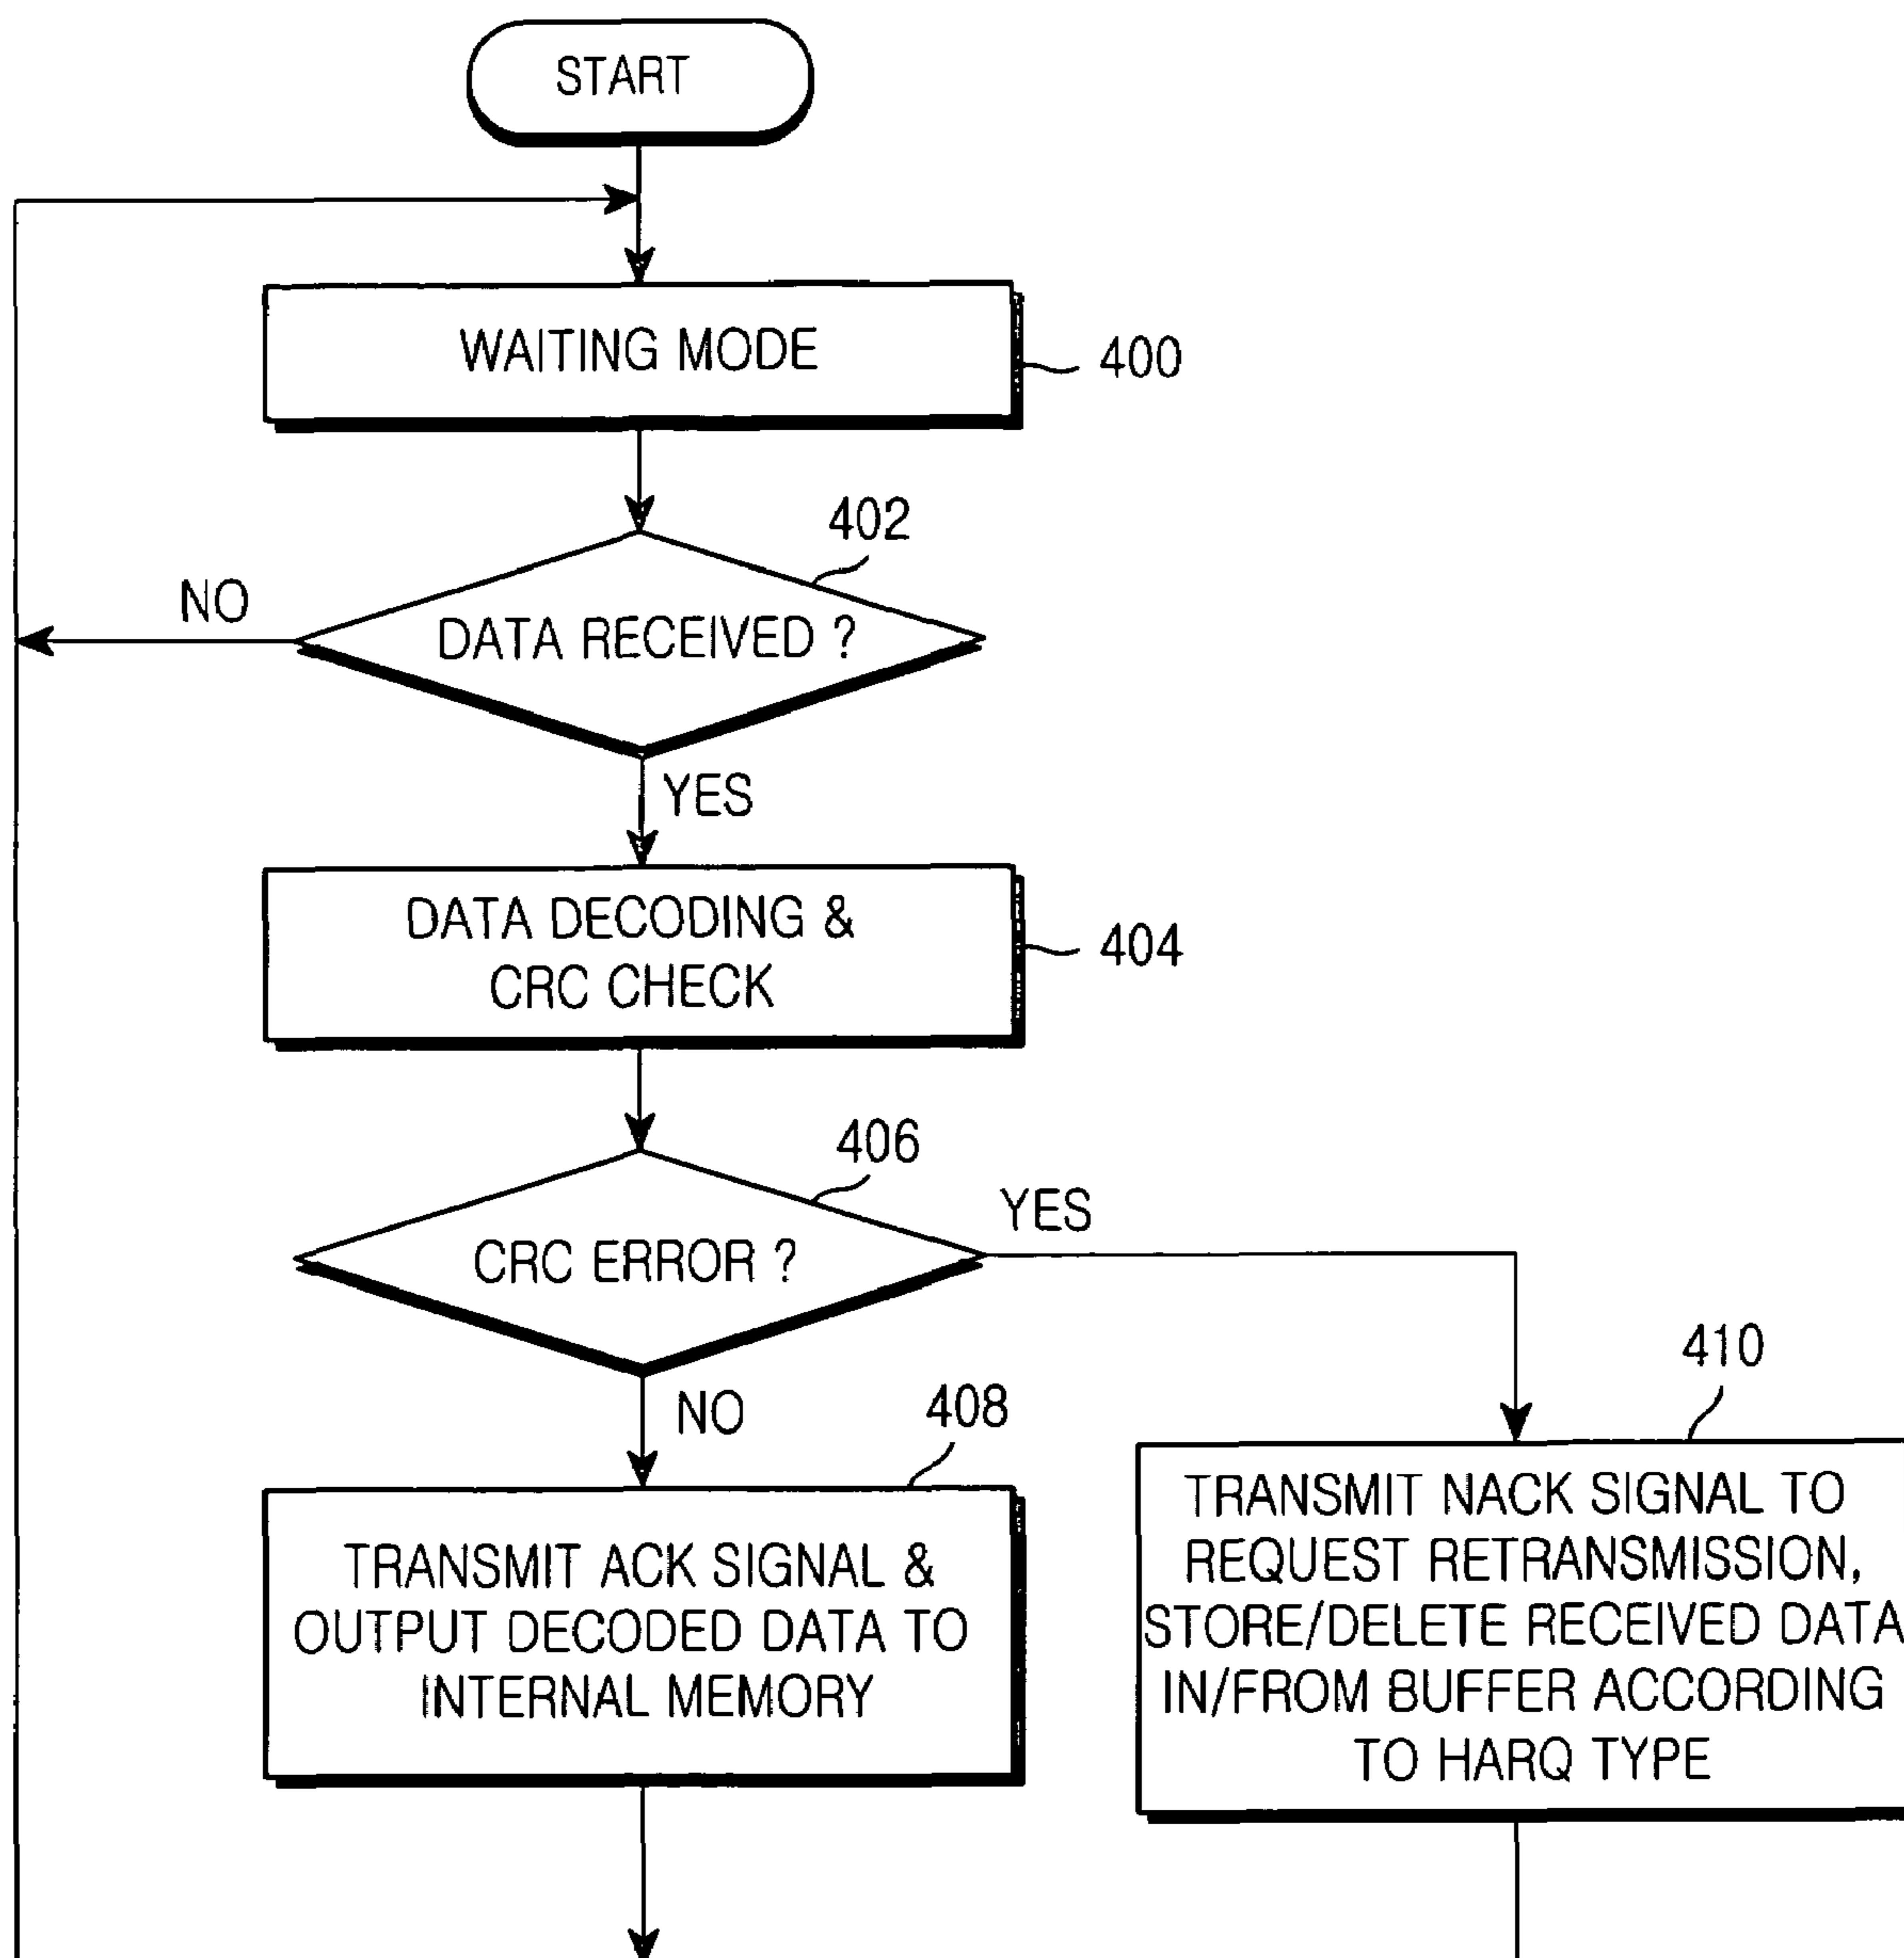 START
WAITING MODE
400
402
NO
DATA RECEIVED ?
YES
DATA DECODING &
CRC CHECK
404
406
YES
CRC ERROR ?
NO
408
410
TRANSMIT ACK SIGNAL &
OUTPUT DECODED DATA TO
INTERNAL MEMORY
TRANSMIT NACK SIGNAL TO
REQUEST RETRANSMISSION,
STORE/DELETE RECEIVED DATA
IN/FROM BUFFER ACCORDING
TO HARQ TYPE